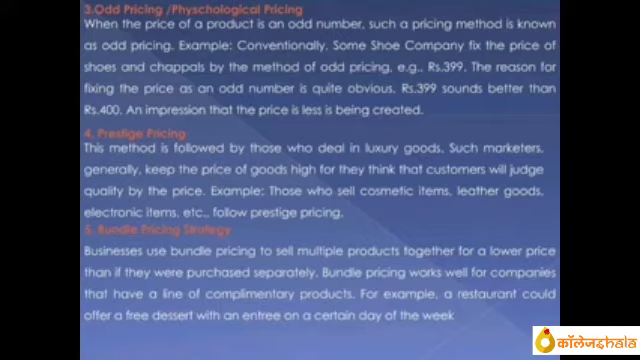 3.Odd Pricing /Physchological Pricing
When the price of a product is an odd number, such a pricing method is known
as odd pricing. Example: Conventionally, Some Shoe Company fix the price of
shoes and chappals by the method of odd pricing, e.g., Rs.399. The reason for
fixing the price as an odd number is quite obvious. Rs.399 sounds better than
Rs.400. An impression that the price is less is being created.
4. Prestige Pricing
This method is followed by those who deal in luxury goods. Such marketers,
generally, keep the price of goods high for they think that customers will judge
quality by the price. Example: Those who sell cosmetic items, leather goods,
electronic items, etc., follow prestige pricing.
5. Bundle Pricing Strategy
Businesses use bundle pricing to sell multiple products together for a lower price
than if they were purchased separately. Bundle pricing works well for companies
that have a line of complimentary products. For example, a restaurant could
offer a free dessert with an entree on a certain day of the week
कॉलेजशाला